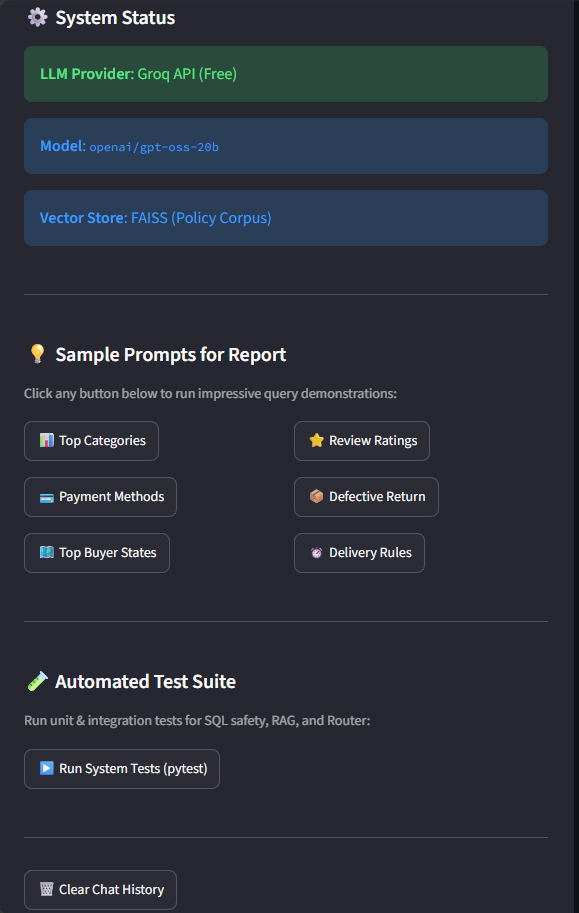 System Status
LLM Provider: Groq API (Free)
Model: openai/gpt-oss-20b
Vector Store: FAISS (Policy Corpus)
Sample Prompts for Report
Click any button below to run impressive query demonstrations:
Top Categories
Review Ratings
Payment Methods
Defective Return
Top Buyer States
Delivery Rules
Automated Test Suite
Run unit & integration tests for SQL safety, RAG, and Router:
Run System Tests (pytest)
Clear Chat History